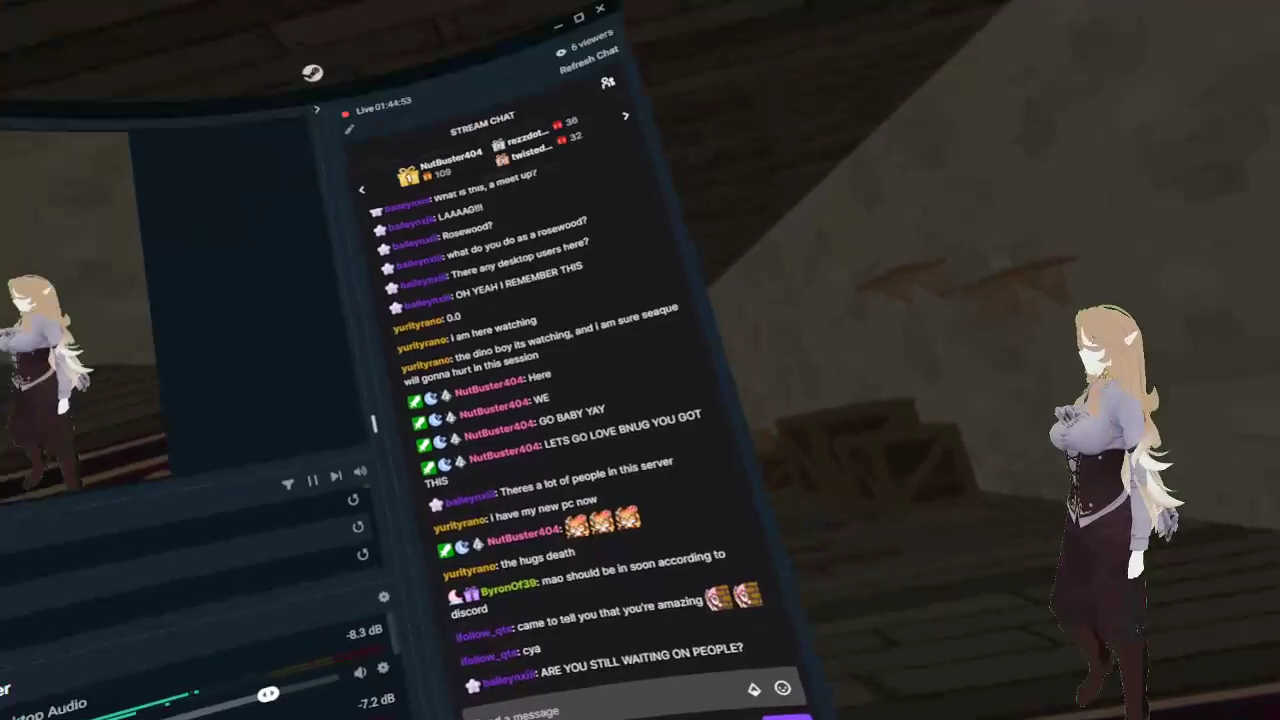 6 viewers
Refresh Chat
Live 01:44:53
STREAM CHAT
NutBuster404
109
rezzdot... 36
twisted... 32
baileynxiii: what is this, a meet up?
baileynxiii: LAAAAG!!!
baileynxiii: Rosewood?
baileynxiii: what do you do as a rosewood?
baileynxiii: There any desktop users here?
baileynxiii: OH YEAH I REMEMBER THIS
yurityrano: 0.0
yurityrano: i am here watching
yurityrano: the dino boy its watching, and i am sure seaque
will gonna hurt in this session
NutBuster404: Here
NutBuster404: WE
NutBuster404: GO BABY YAY
NutBuster404: LETS GO LOVE BNUG YOU GOT
THIS
baileynxiii: Theres a lot of people in this server
yurityrano: i have my new pc now
NutBuster404:
yurityrano: the hugs death
ByronOf39: mao should be in soon according to
discord
ifollow_qts: came to tell you that you're amazing
ifollow_qts: cya
baileynxiii: ARE YOU STILL WAITING ON PEOPLE?
a message
-8.3 dB
top Audio
-7.2 dB